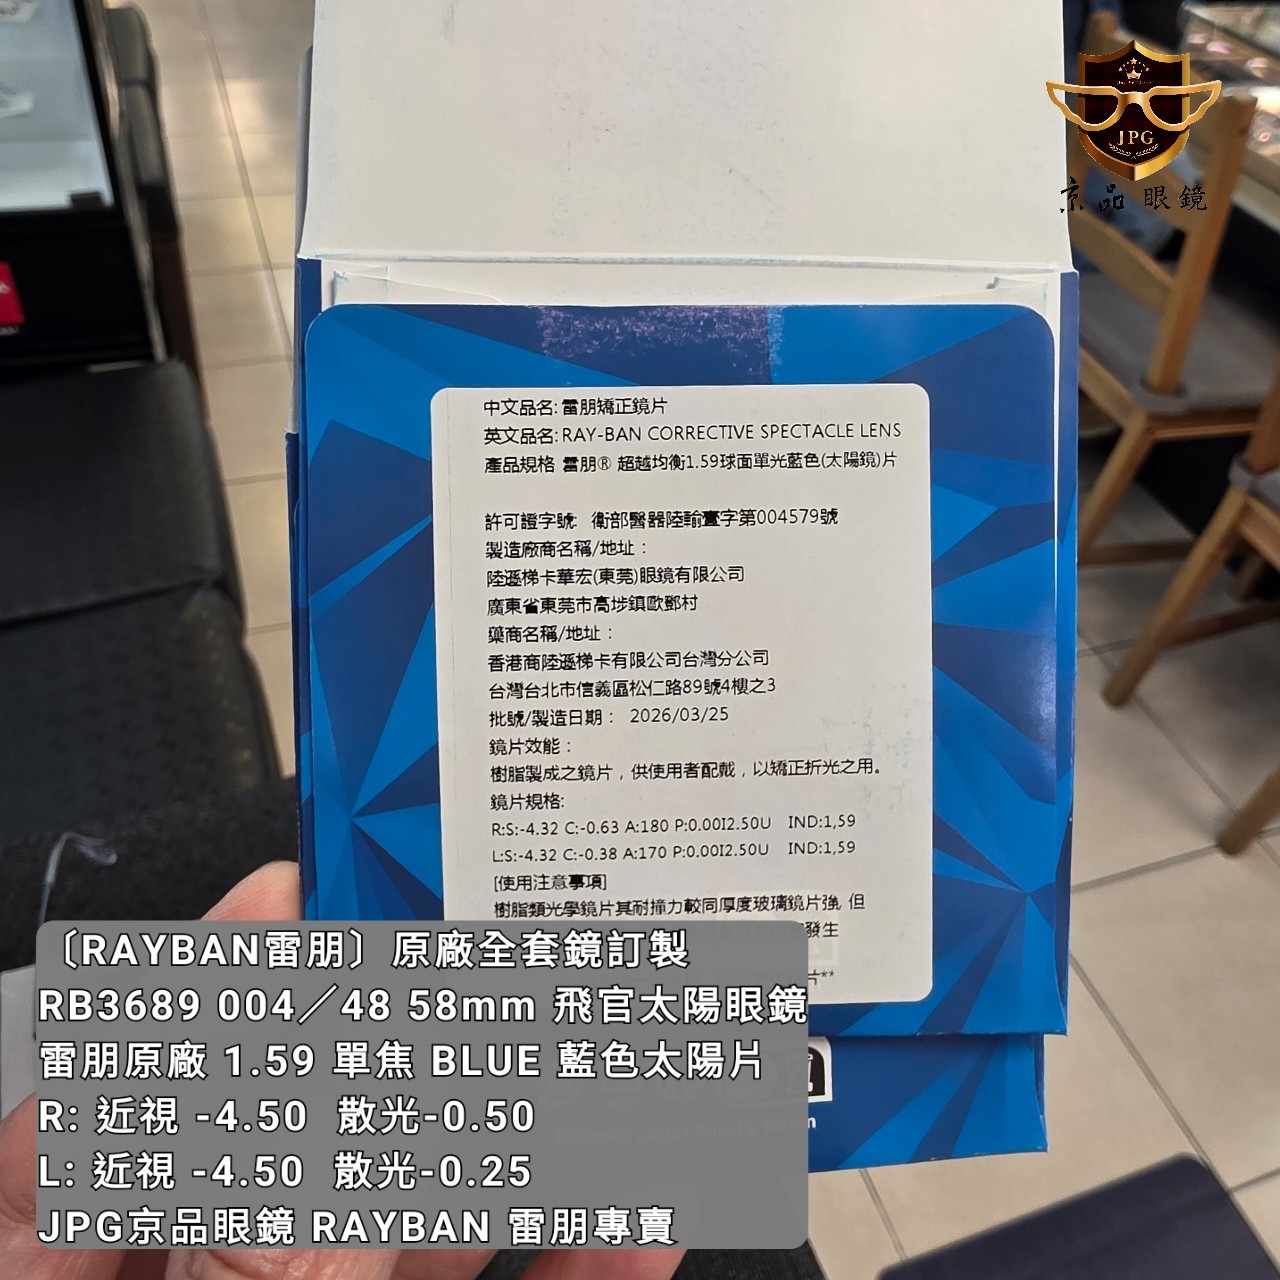 JPG
京品 眼鏡
中文品名: 雷朋矯正鏡片
英文品名: RAY-BAN CORRECTIVE SPECTACLE LENS
產品規格 雷朋® 超越均衡1.59球面單光藍色(太陽鏡)片
許可證字號: 衛部醫器陸輸壹字第004579號
製造廠商名稱/地址：
陸遜梯卡華宏(東莞)眼鏡有限公司
廣東省東莞市高埗鎮歐鄧村
藥商名稱/地址：
香港商陸遜梯卡有限公司台灣分公司
台灣台北市信義區松仁路89號4樓之3
批號/製造日期： 2026/03/25
鏡片效能：
樹脂製成之鏡片，供使用者配戴，以矯正折光之用。
鏡片規格:
R:S:-4.32 C:-0.63 A:180 P:0.00I2.50U IND:1,59
L:S:-4.32 C:-0.38 A:170 P:0.00I2.50U IND:1,59
[使用注意事項]
樹脂類光學鏡片其耐撞力較同厚度玻璃鏡片強, 但
發生
片**
〔RAYBAN雷朋〕原廠全套鏡訂製
RB3689 004／48 58mm 飛官太陽眼鏡
雷朋原廠 1.59 單焦 BLUE 藍色太陽片
R: 近視 -4.50 散光-0.50
L: 近視 -4.50 散光-0.25
JPG京品眼鏡 RAYBAN 雷朋專賣